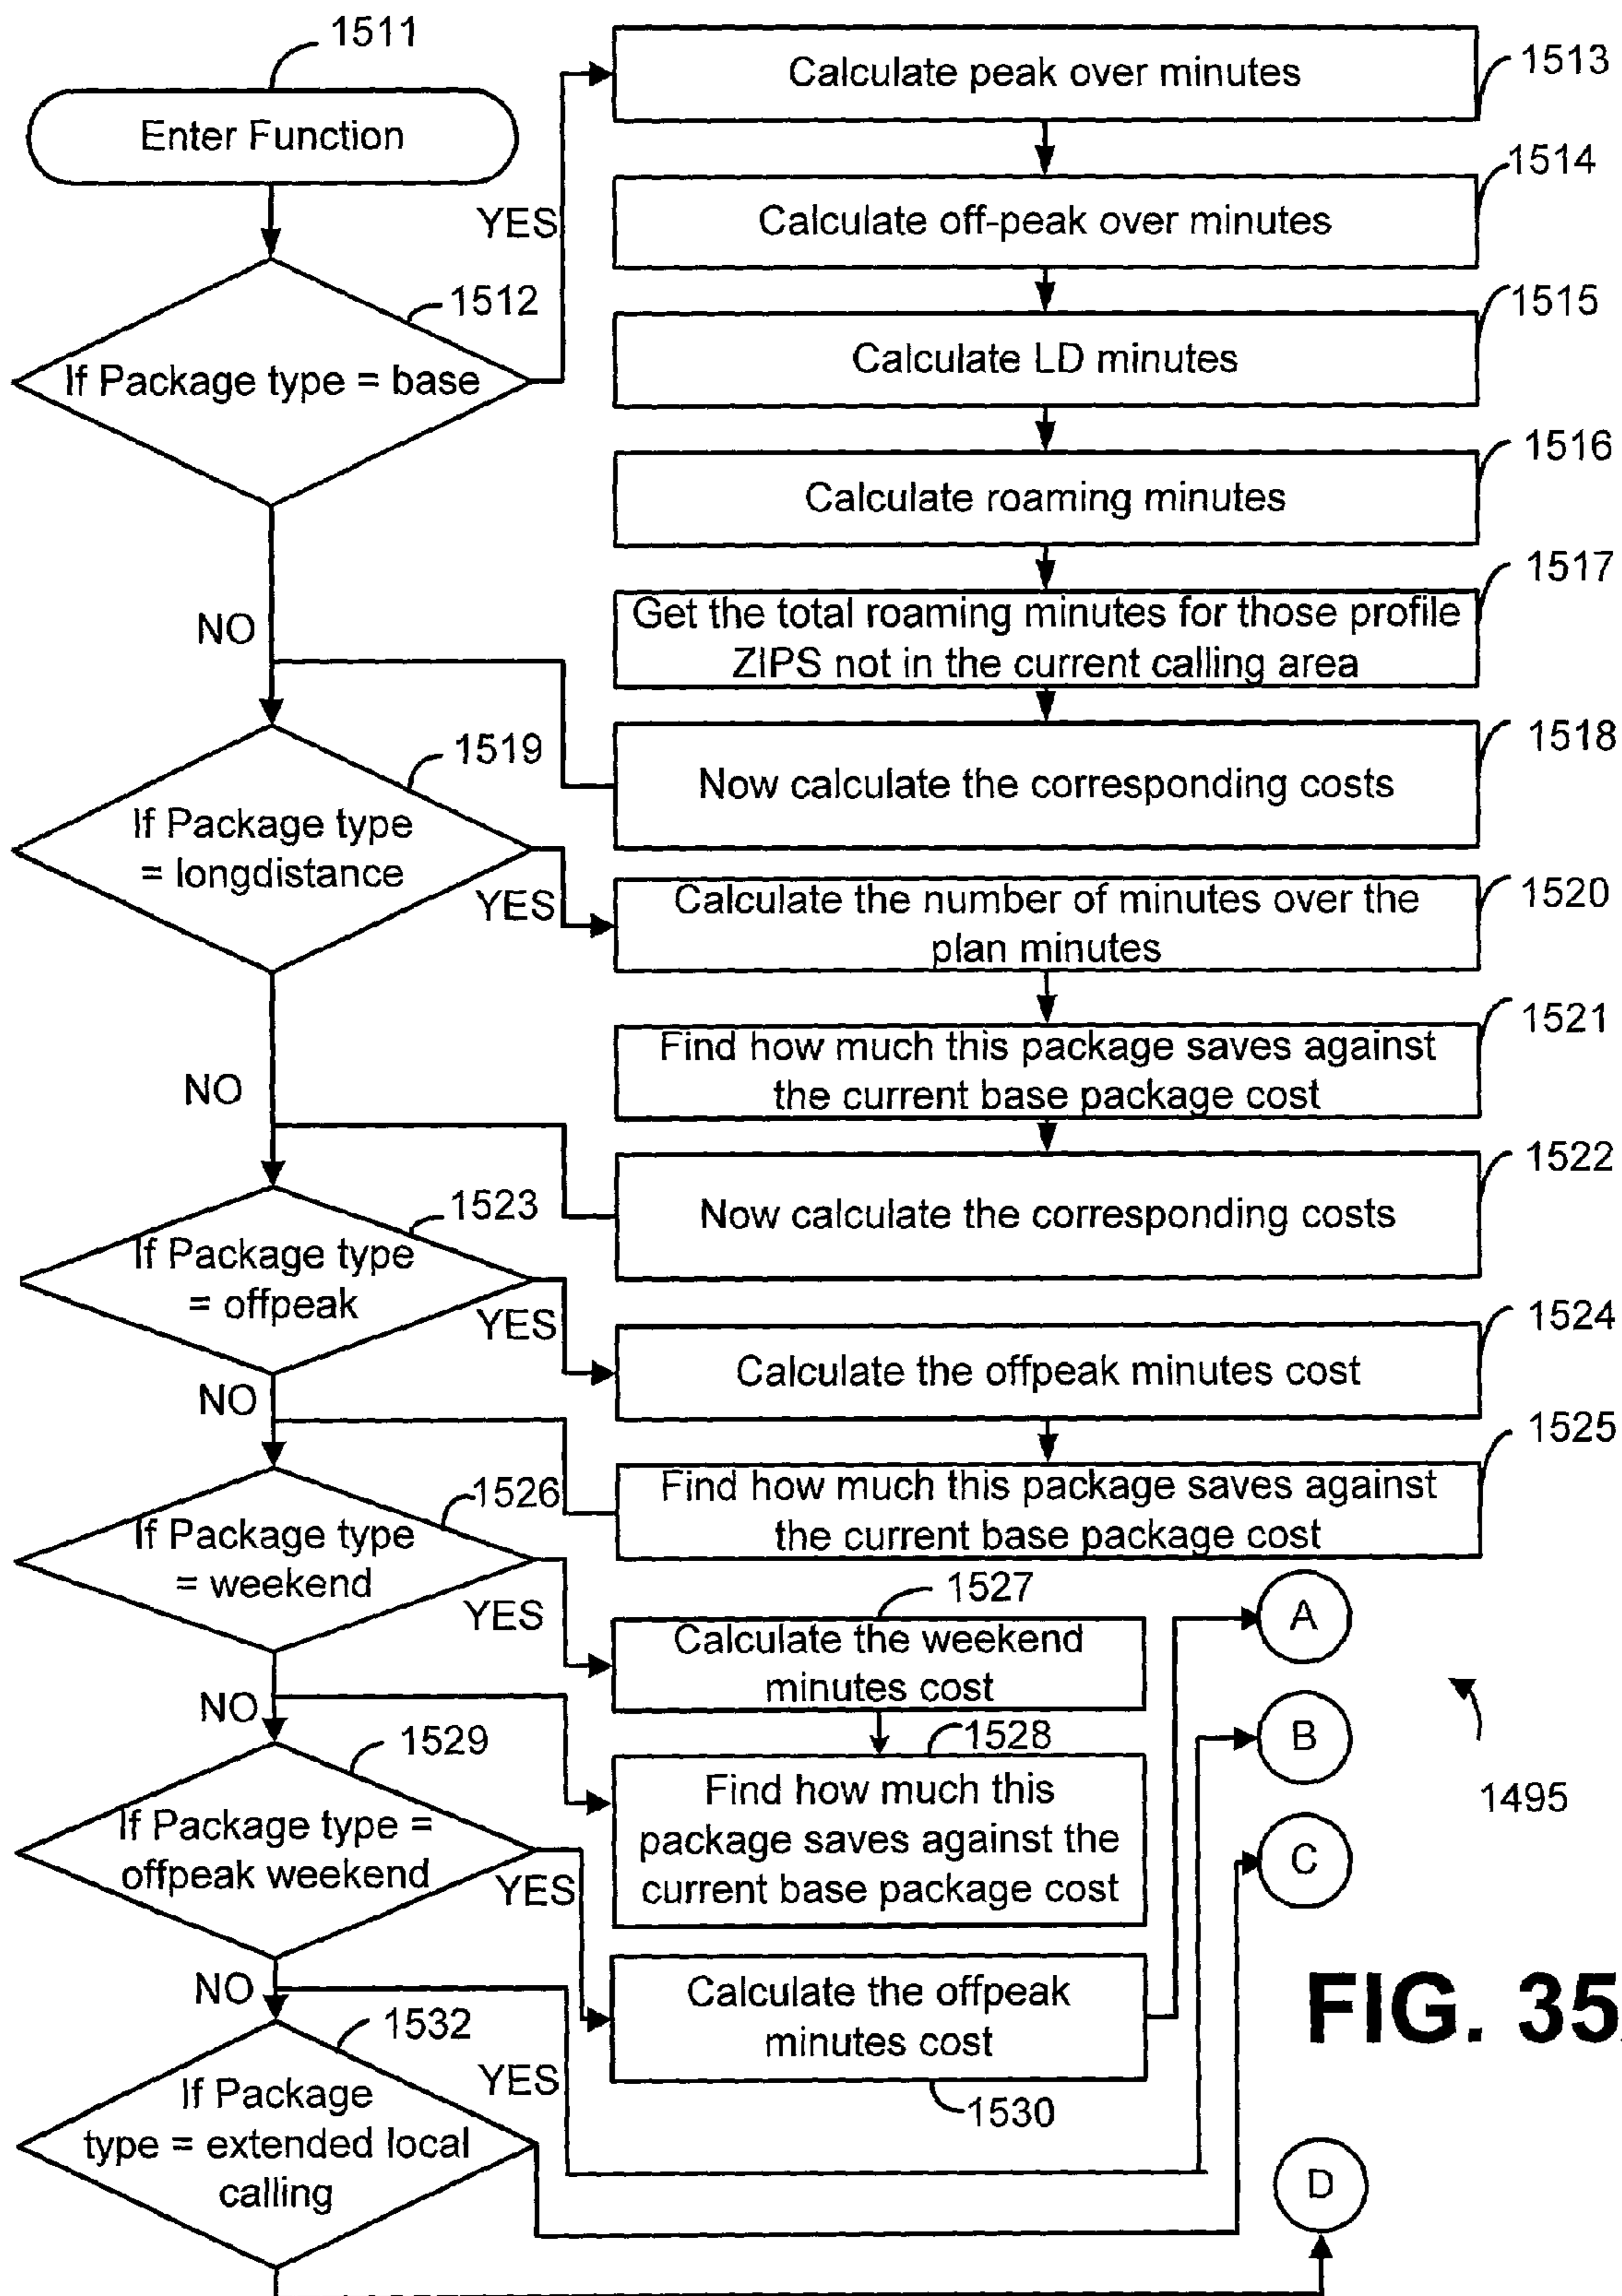 1511
Enter Function
YES
1512
If Package type = base
NO
Calculate peak over minutes
1513
Calculate off-peak over minutes
1514
Calculate LD minutes
1515
Calculate roaming minutes
1516
Get the total roaming minutes for those profile
ZIPS not in the current calling area
1517
Now calculate the corresponding costs
1518
1519
If Package type
= longdistance
YES
NO
Calculate the number of minutes over the
plan minutes
1520
Find how much this package saves against
the current base package cost
1521
Now calculate the corresponding costs
1522
1523
If Package type
= offpeak
YES
NO
Calculate the offpeak minutes cost
1524
Find how much this package saves against
the current base package cost
1525
1526
If Package type
= weekend
YES
NO
1527
Calculate the weekend
minutes cost
1528
Find how much this
package saves against the
current base package cost
1529
If Package type =
offpeak weekend
YES
NO
Calculate the offpeak
minutes cost
1530
1532
If Package
type = extended local
calling
YES
A
B
C
D
1495
FIG. 35